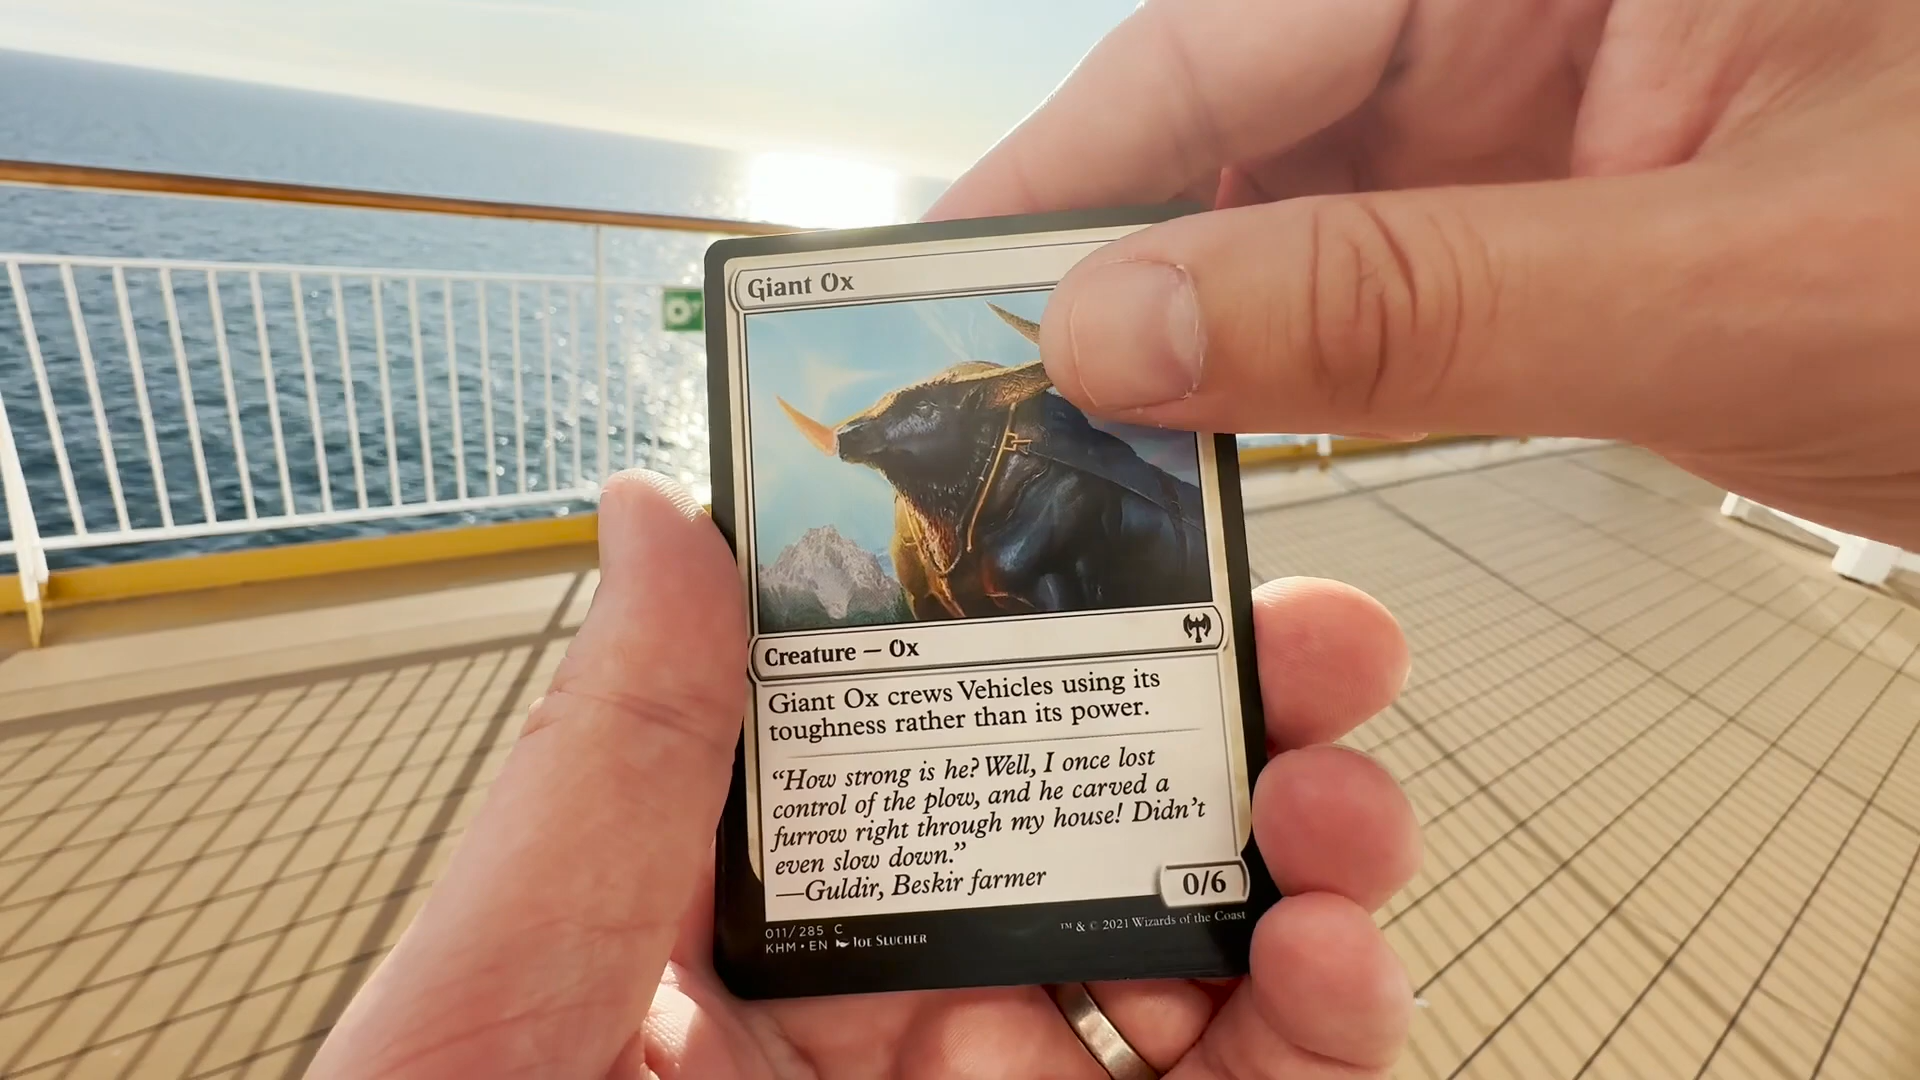 Giant Ox
Creature — Ox
Giant Ox crews Vehicles using its
toughness rather than its power.
“How strong is he? Well, I once lost
control of the plow, and he carved a
furrow right through my house! Didn’t
even slow down.”
—Guldir, Beskir farmer
0/6
011/285 C
KHM • EN Joe Slucher
™ & © 2021 Wizards of the Coast